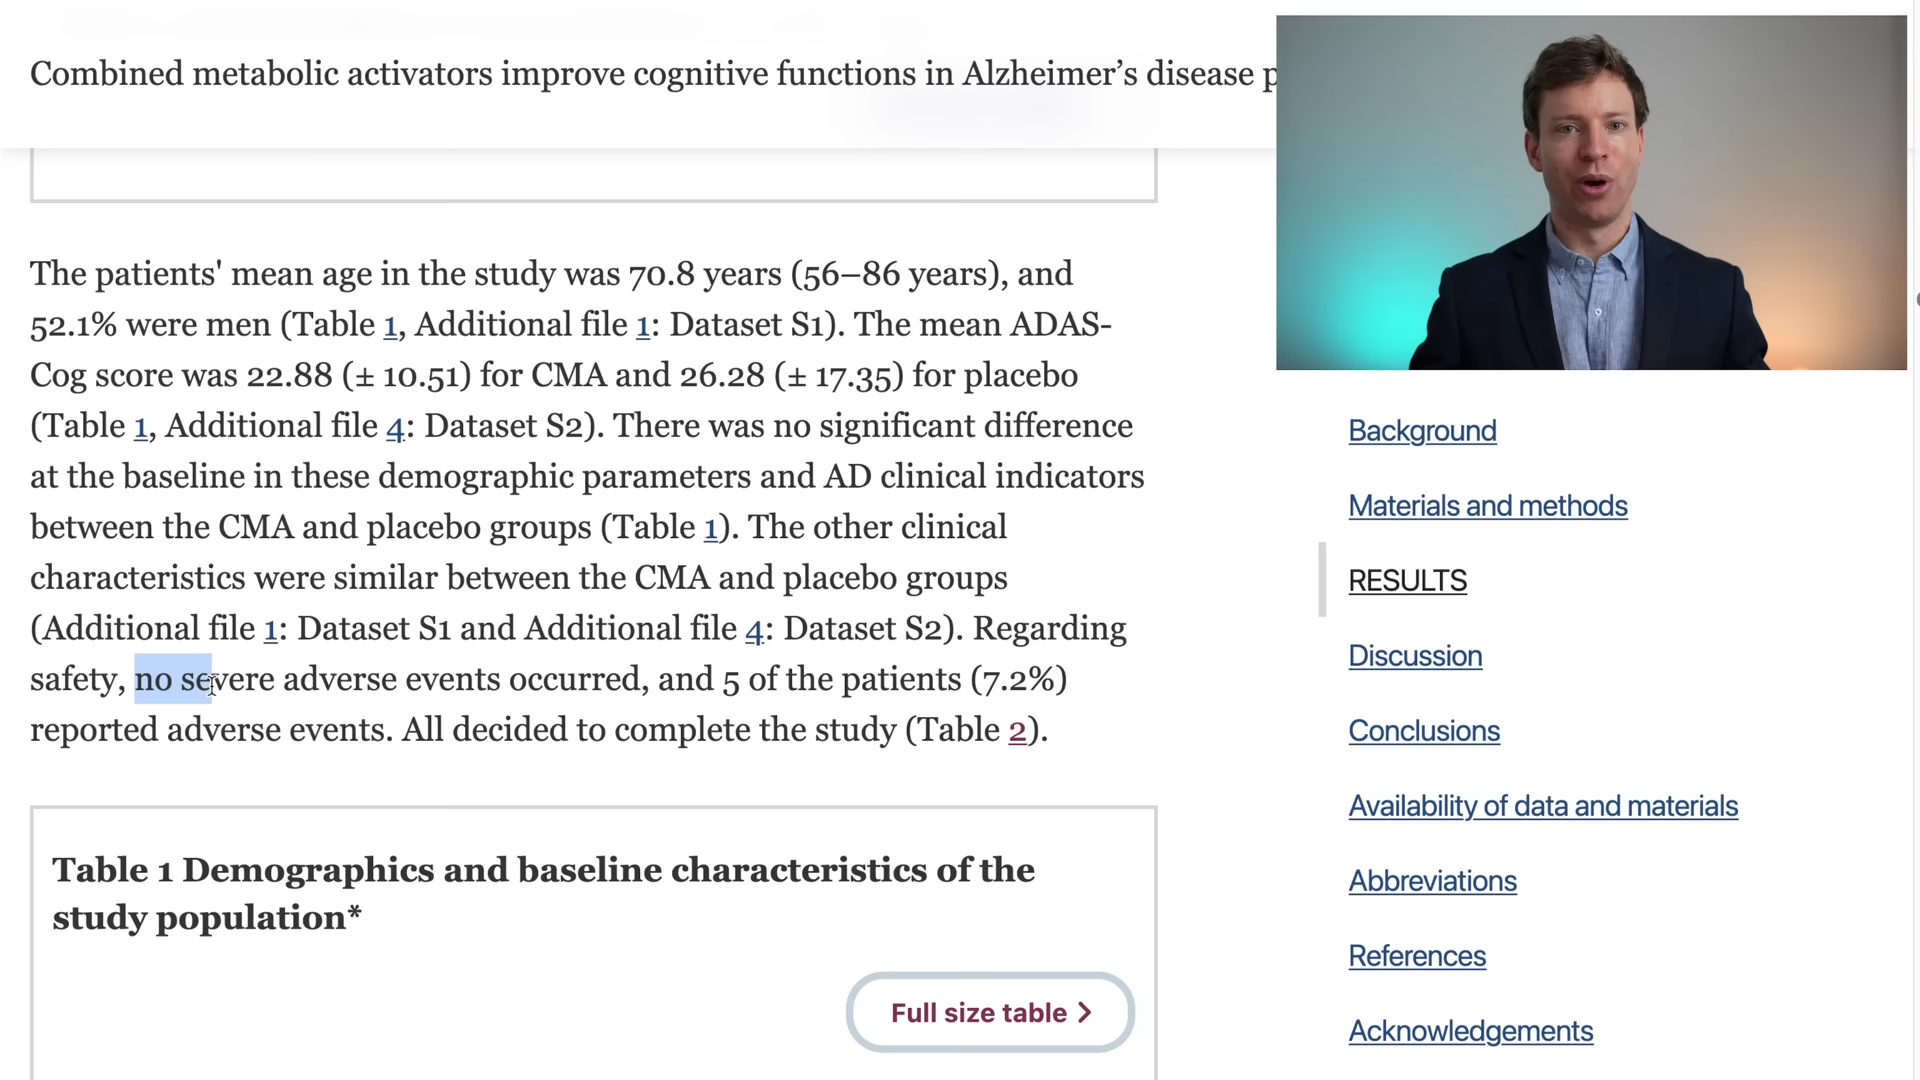 Combined metabolic activators improve cognitive functions in Alzheimer’s disease
The patients' mean age in the study was 70.8 years (56–86 years), and
52.1% were men (Table 1, Additional file 1: Dataset S1). The mean ADAS-
Cog score was 22.88 (± 10.51) for CMA and 26.28 (± 17.35) for placebo
(Table 1, Additional file 4: Dataset S2). There was no significant difference
at the baseline in these demographic parameters and AD clinical indicators
between the CMA and placebo groups (Table 1). The other clinical
characteristics were similar between the CMA and placebo groups
(Additional file 1: Dataset S1 and Additional file 4: Dataset S2). Regarding
safety, no severe adverse events occurred, and 5 of the patients (7.2%)
reported adverse events. All decided to complete the study (Table 2).
Table 1 Demographics and baseline characteristics of the
study population*
Full size table
Background
Materials and methods
RESULTS
Discussion
Conclusions
Availability of data and materials
Abbreviations
References
Acknowledgements